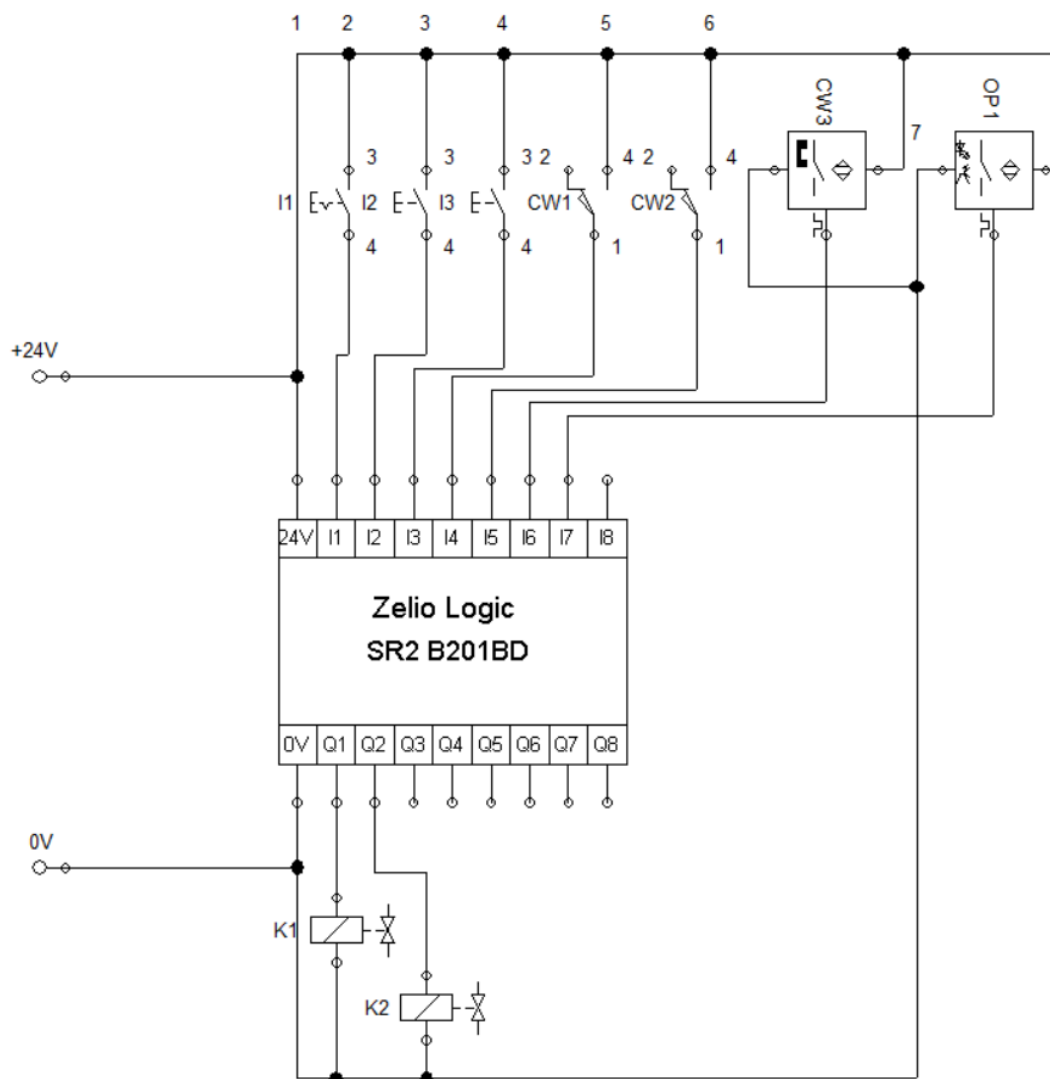 1 2 3 4 5 6
CW3 7 OP1
3 3 3 2 4 2 4
I1 I2 I3 CW1 CW2
4 4 4 1 1
+24V
24V I1 I2 I3 I4 I5 I6 I7 I8
Zelio Logic
SR2 B201BD
0V Q1 Q2 Q3 Q4 Q5 Q6 Q7 Q8
0V
K1
K2